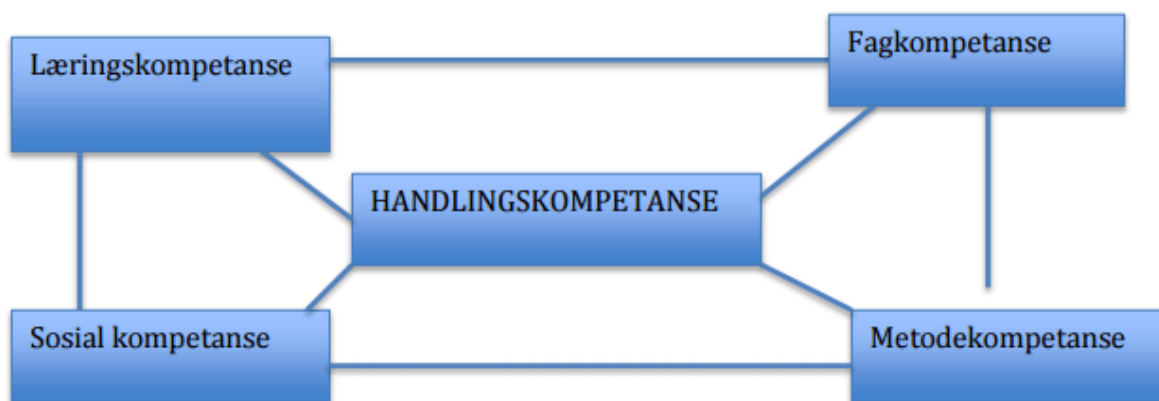 Læringskompetanse
Fagkompetanse
HANDLINGSKOMPETANSE
Sosial kompetanse
Metodekompetanse